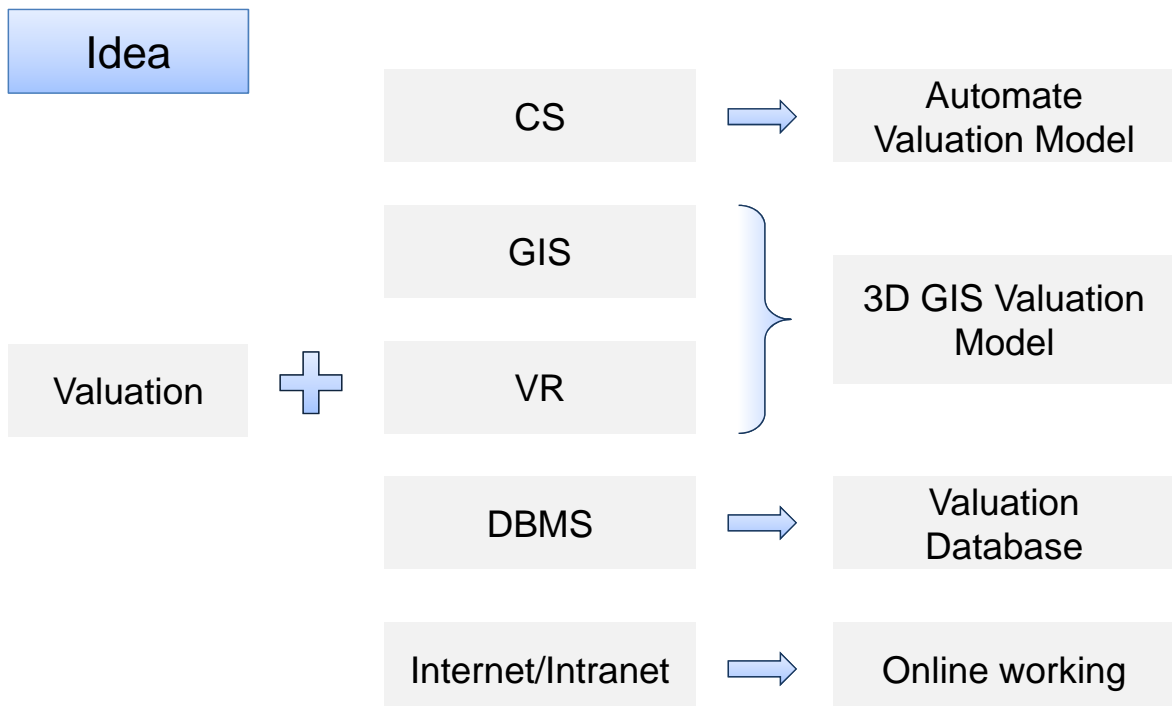 Idea
CS
Automate
Valuation Model
GIS
3D GIS Valuation
Model
Valuation
VR
DBMS
Valuation
Database
Internet/Intranet
Online working